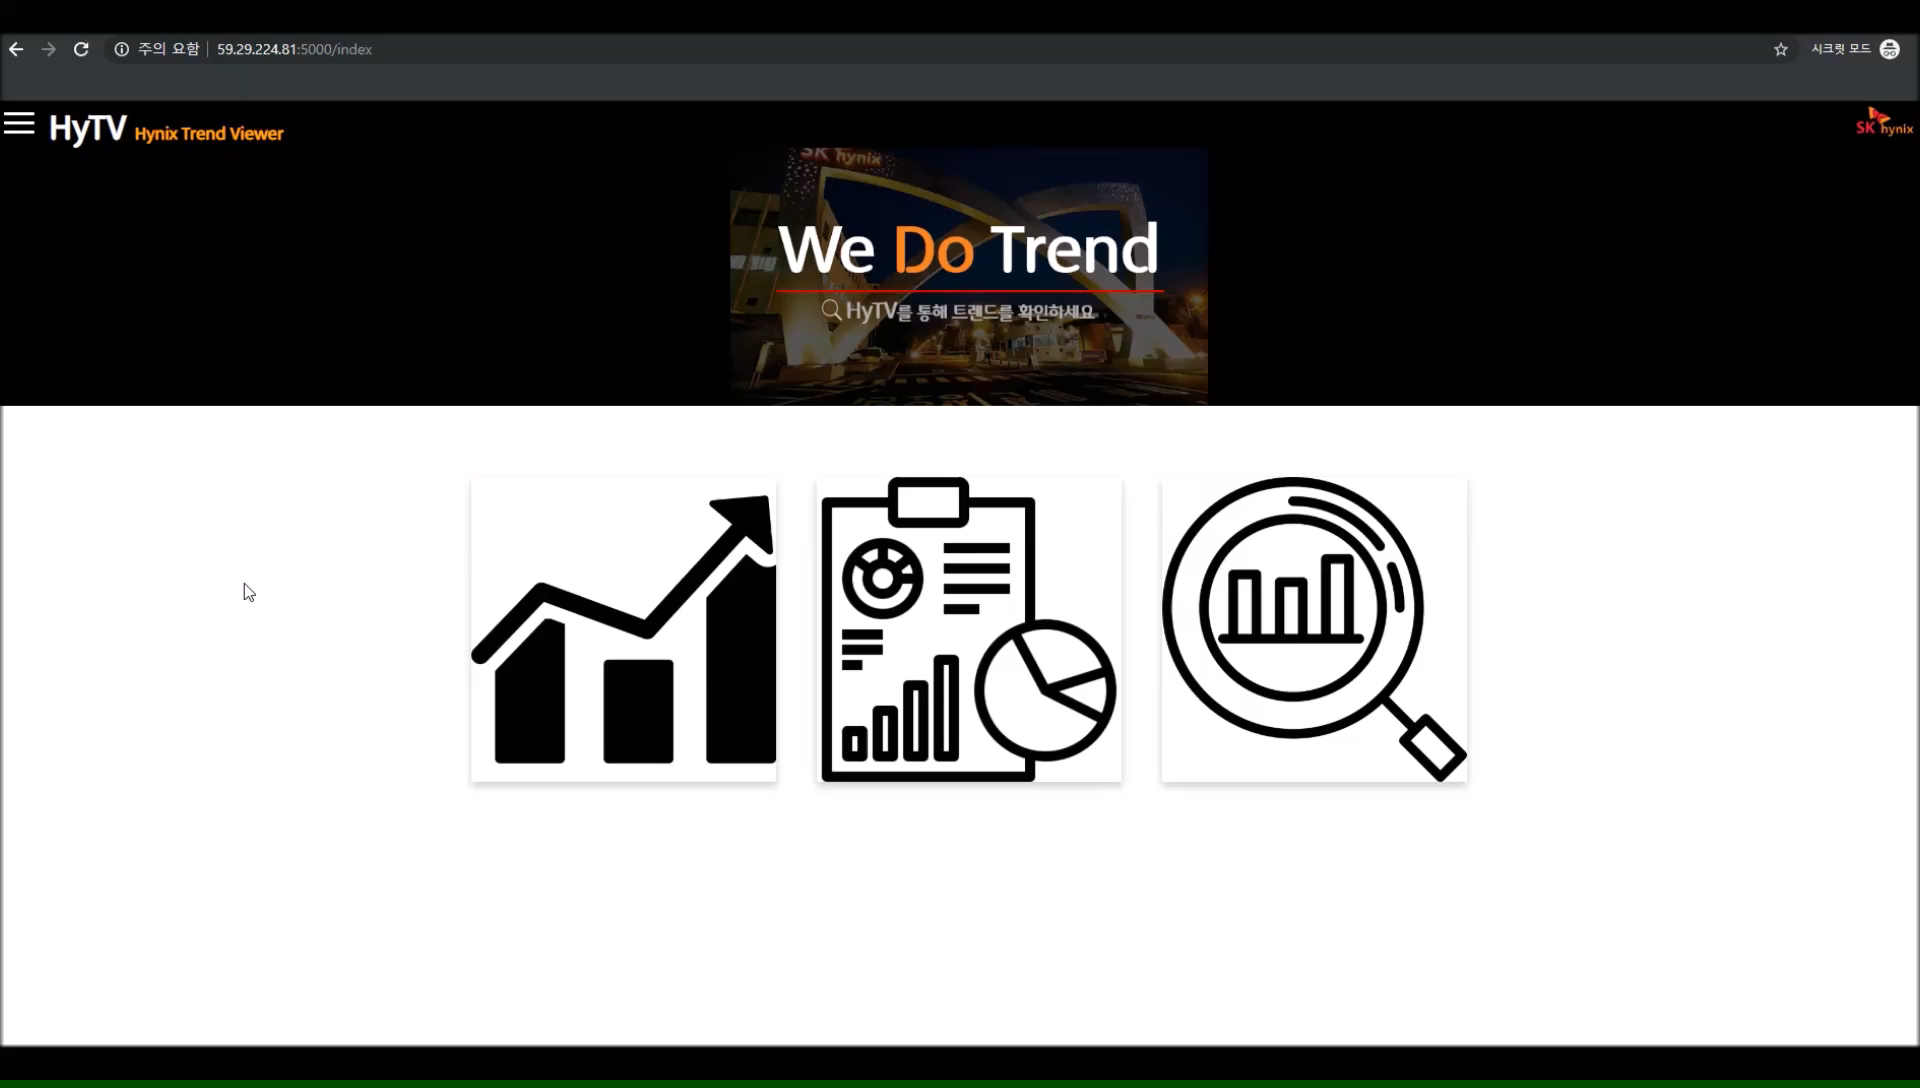 주의 요함 59.29.224.81:5000/index
시크릿 모드
HyTV Hynix Trend Viewer
SK hynix
SK hynix
We Do Trend
HyTV를 통해 트렌드를 확인하세요